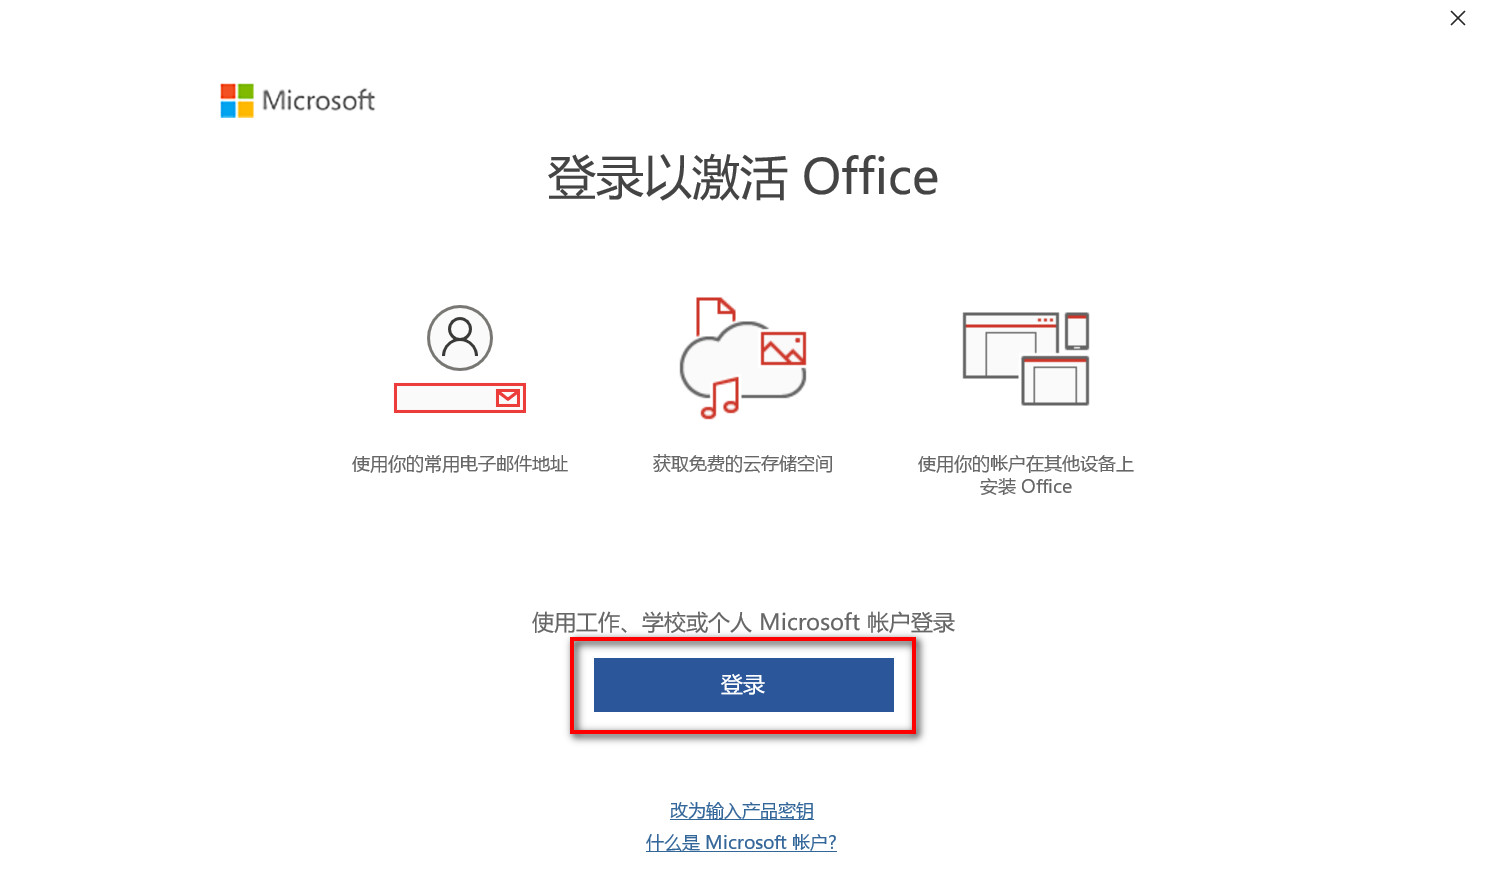 Microsoft
登录以激活 Office
使用你的常用电子邮件地址
获取免费的云存储空间
使用你的帐户在其他设备上
安装 Office
使用工作、学校或个人 Microsoft 帐户登录
登录
改为输入产品密钥
什么是 Microsoft 帐户?